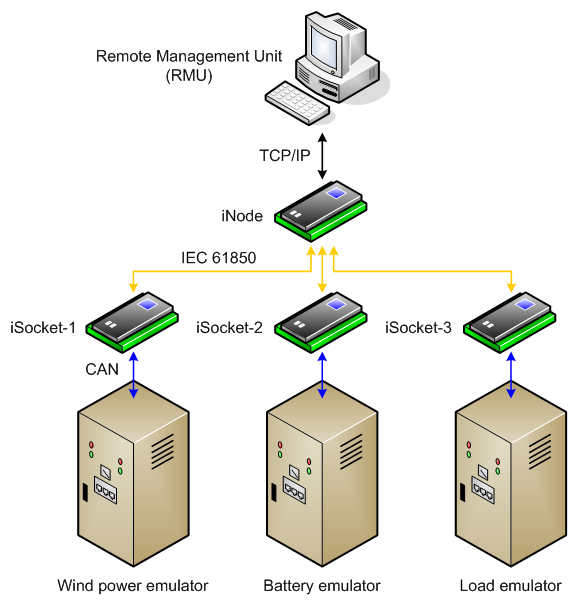 Remote Management Unit
(RMU)
TCP/IP
iNode
IEC 61850
iSocket-1
iSocket-2
iSocket-3
CAN
Wind power emulator
Battery emulator
Load emulator